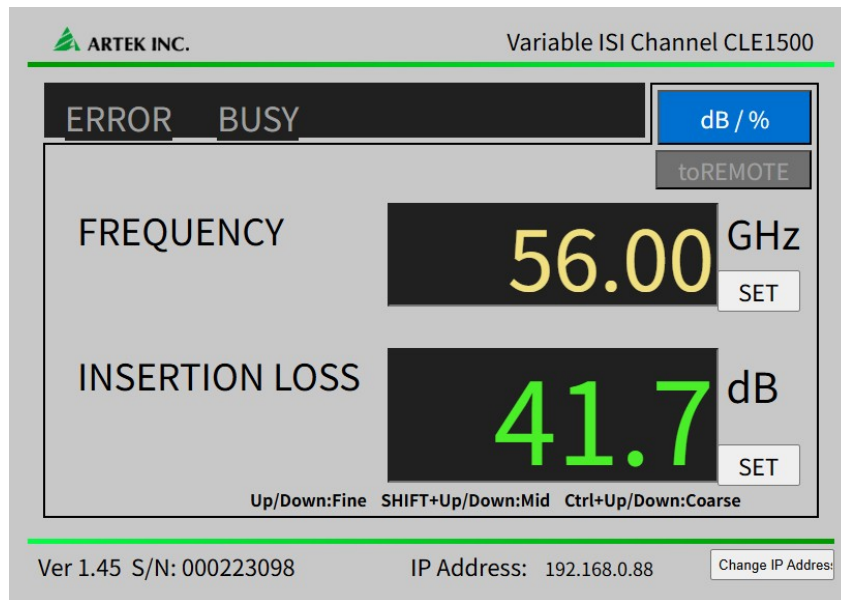 ARTEK INC. Variable ISI Channel CLE1500
ERROR BUSY dB / %
toREMOTE
FREQUENCY 56.00 GHz
SET
INSERTION LOSS 41.7 dB
SET
Up/Down:Fine SHIFT+Up/Down:Mid Ctrl+Up/Down:Coarse
Ver 1.45 S/N: 000223098 IP Address: 192.168.0.88 Change IP Address